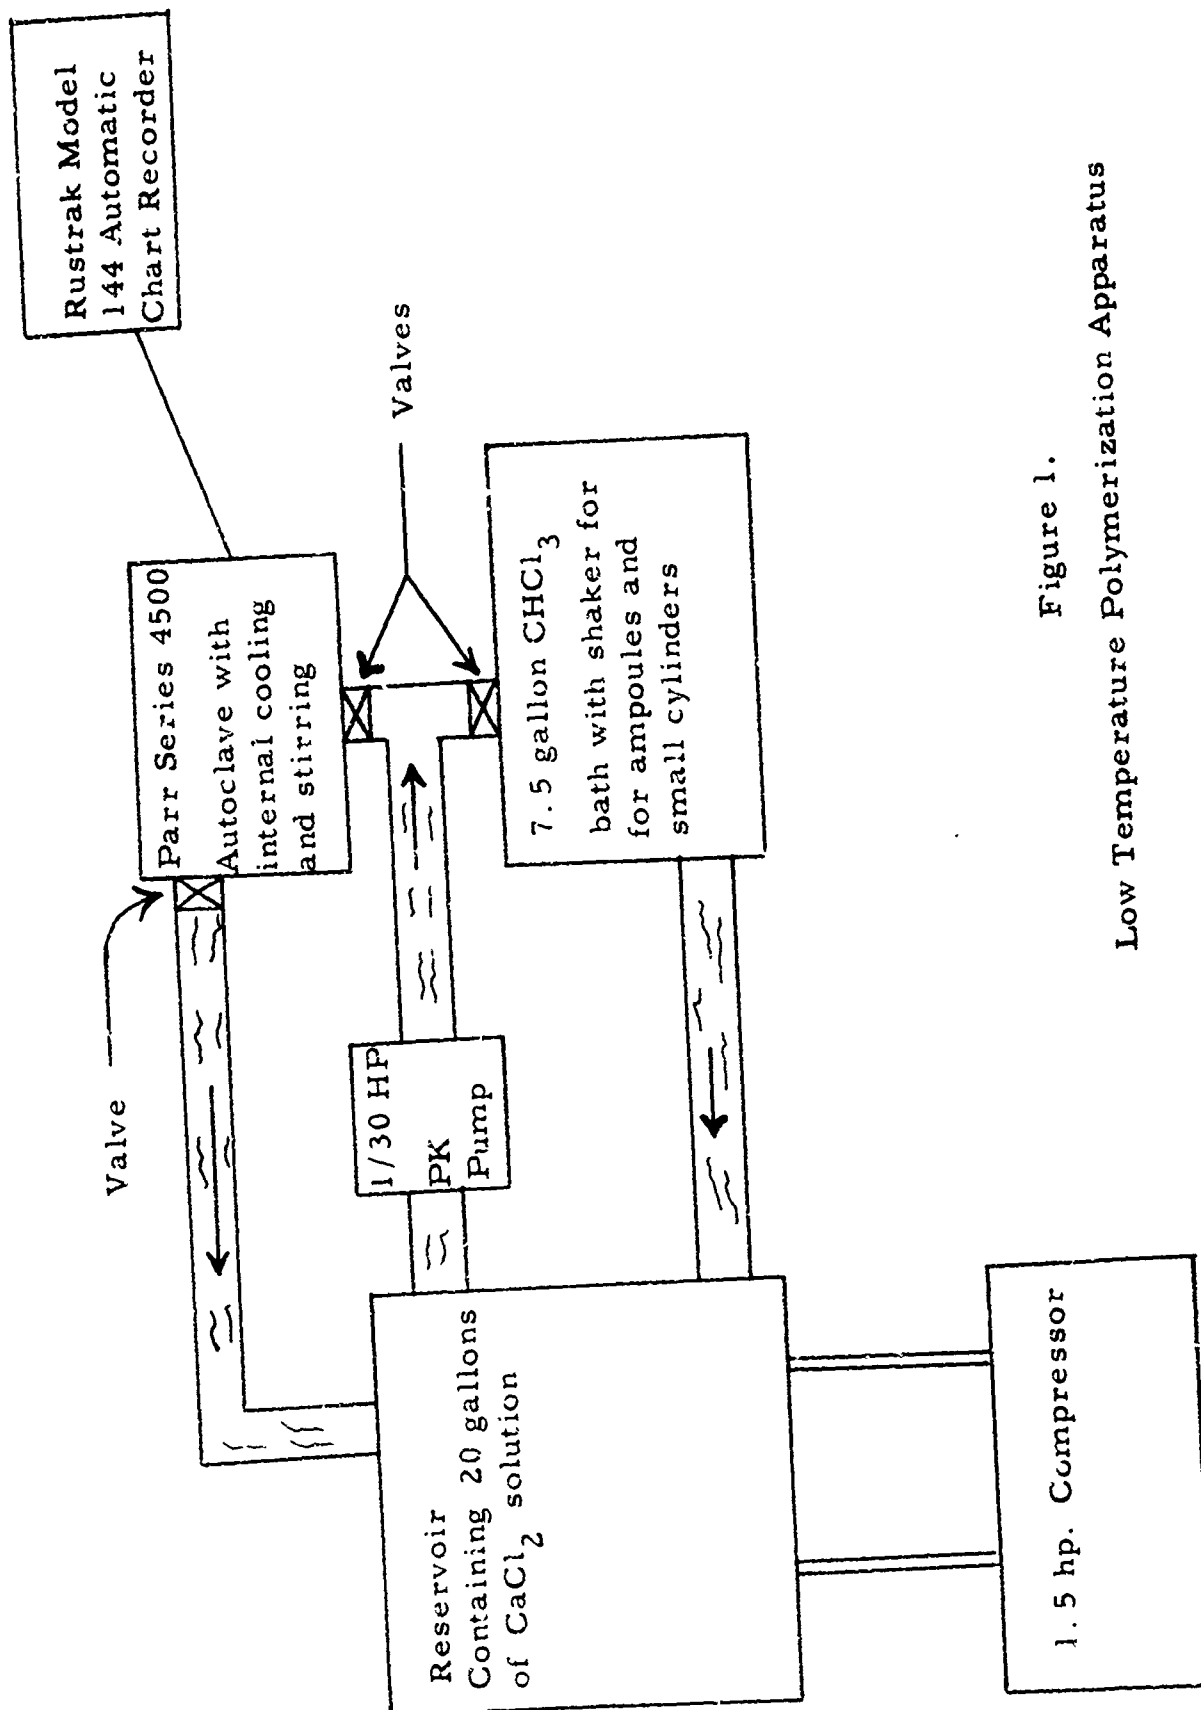 Rustrak Model
144 Automatic
Chart Recorder
Parr Series 4500
Autoclave with
internal cooling
and stirring
Valve
Valves
1/30 HP
PK
Pump
7.5 gallon CHCl3
bath with shaker for
for ampoules and
small cylinders
Reservoir
Containing 20 gallons
of CaCl2 solution
1.5 hp. Compressor
Figure 1.
Low Temperature Polymerization Apparatus